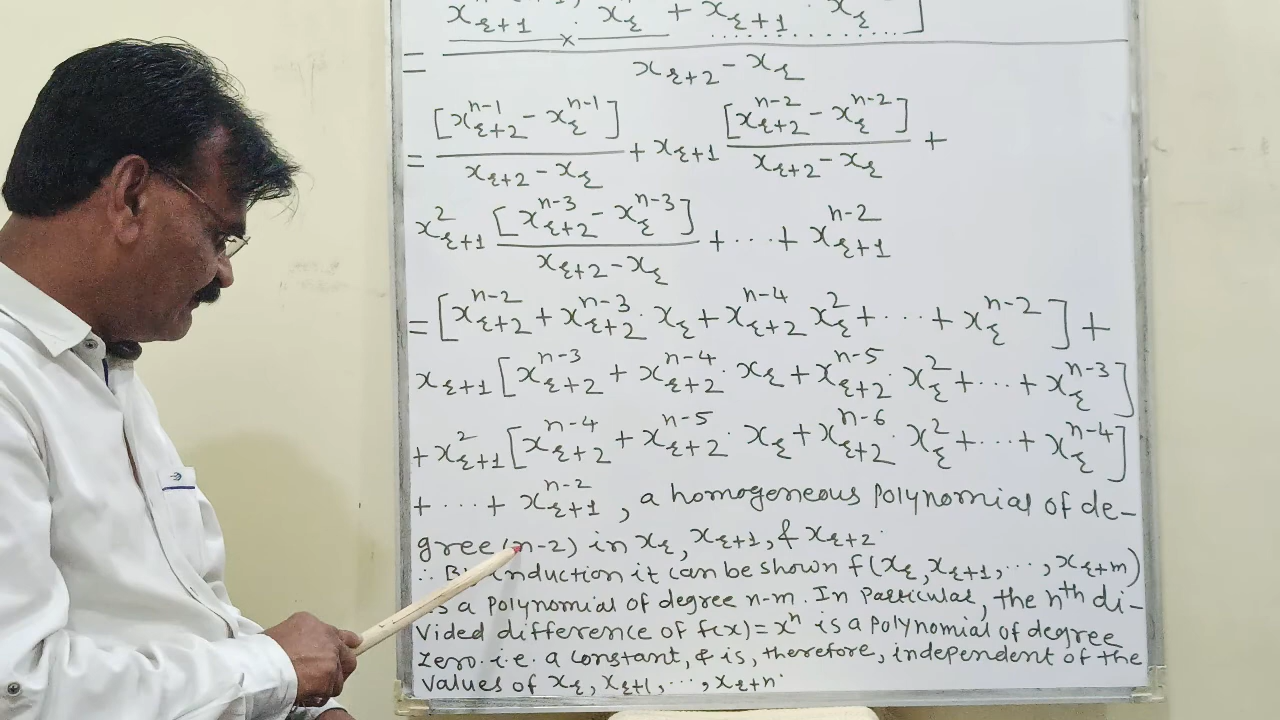 x_{r+1} · x_r + x_{r+1} · x_r ]
= x_{r+2} - x_r
= [x_{r+2}^{n-1} - x_r^{n-1}] / (x_{r+2} - x_r) + x_{r+1} [x_{r+2}^{n-2} - x_r^{n-2}] / (x_{r+2} - x_r) +
x_{r+1}^2 [x_{r+2}^{n-3} - x_r^{n-3}] / (x_{r+2} - x_r) + ··· + x_{r+1}^{n-2}
= [x_{r+2}^{n-2} + x_{r+2}^{n-3} · x_r + x_{r+2}^{n-4} x_r^2 + ··· + x_r^{n-2}] +
x_{r+1} [x_{r+2}^{n-3} + x_{r+2}^{n-4} · x_r + x_{r+2}^{n-5} · x_r^2 + ··· + x_r^{n-3}]
+ x_{r+1}^2 [x_{r+2}^{n-4} + x_{r+2}^{n-5} · x_r + x_{r+2}^{n-6} · x_r^2 + ··· + x_r^{n-4}]
+ ··· + x_{r+1}^{n-2}, a homogeneous polynomial of de-
gree (n-2) in x_r, x_{r+1}, & x_{r+2}.
∴ By induction it can be shown f(x_r, x_{r+1}, ···, x_{r+m})
is a polynomial of degree n-m. In particular, the nth di-
vided difference of f(x) = x^n is a polynomial of degree
zero. i.e. a constant, & is, therefore, independent of the
values of x_r, x_{r+1}, ···, x_{r+n}.